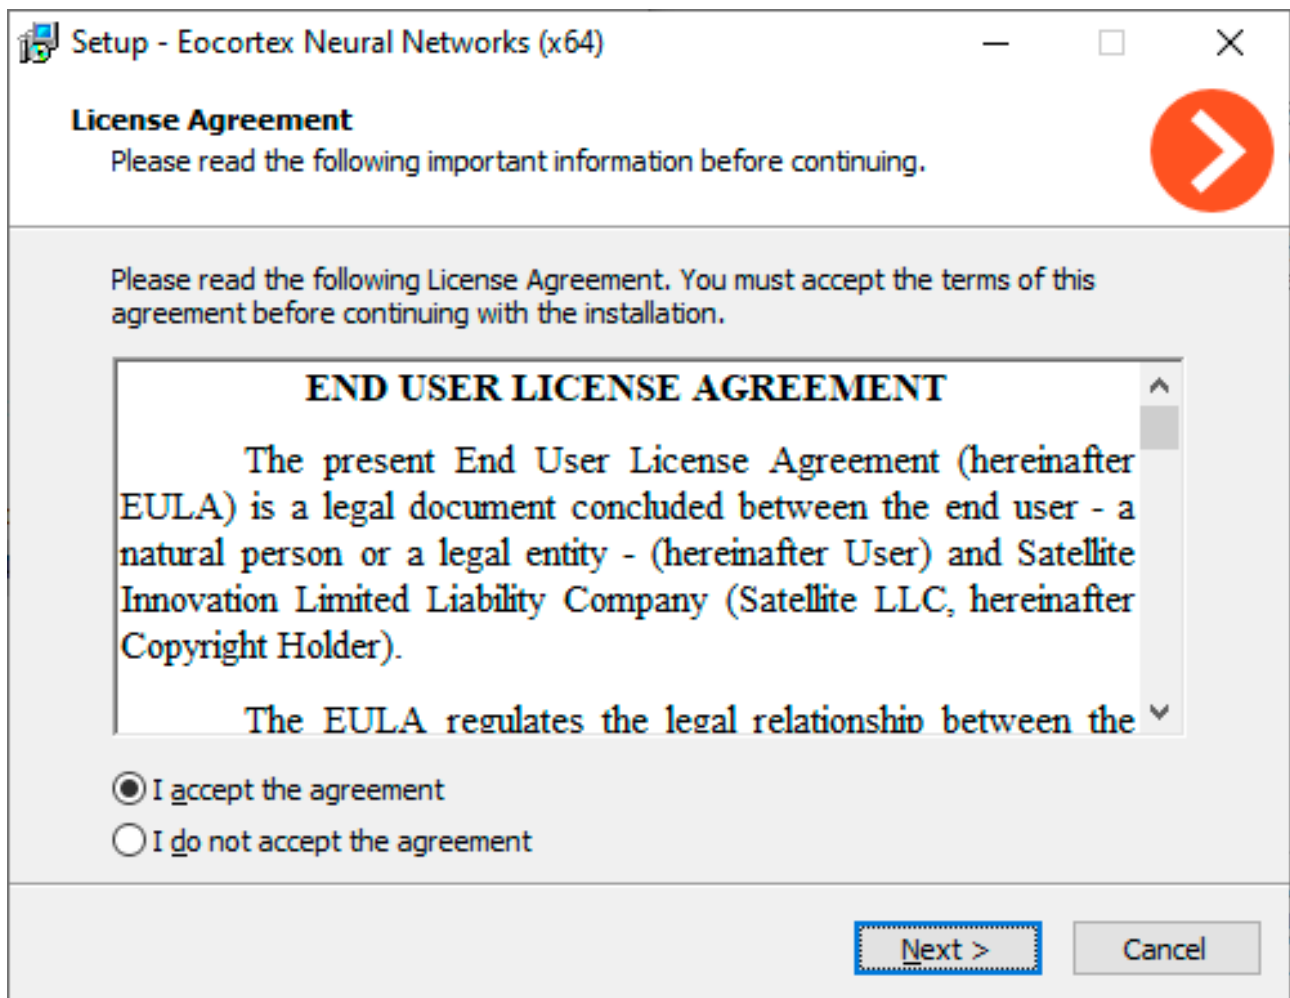 Setup - Eocortex Neural Networks (x64)
License Agreement
Please read the following important information before continuing.
Please read the following License Agreement. You must accept the terms of this
agreement before continuing with the installation.
END USER LICENSE AGREEMENT
The present End User License Agreement (hereinafter
EULA) is a legal document concluded between the end user - a
natural person or a legal entity - (hereinafter User) and Satellite
Innovation Limited Liability Company (Satellite LLC, hereinafter
Copyright Holder).
The EULA regulates the legal relationship between the
I accept the agreement
I do not accept the agreement
Next >
Cancel